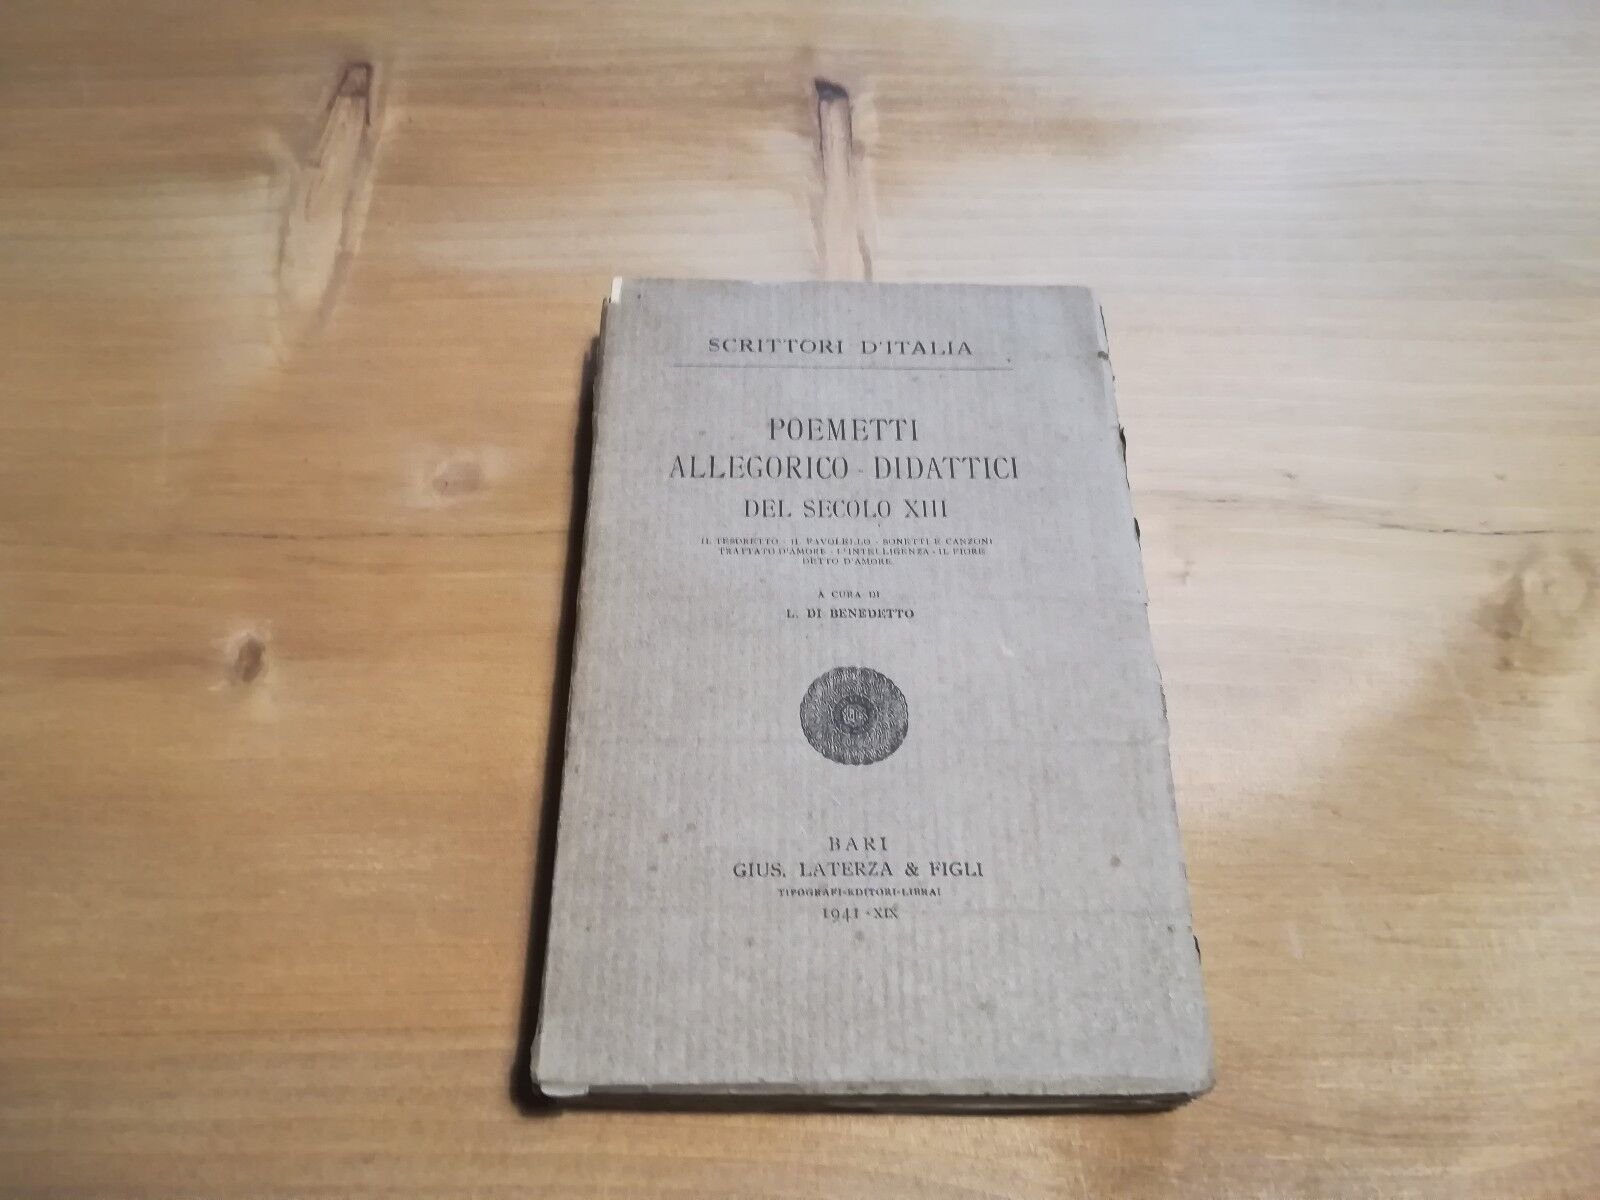 SCRITTORI D'ITALIA
POEMETTI
ALLEGORICO - DIDATTICI
DEL SECOLO XIII
IL TESORETTO - IL FAVOLELLO - SONETTI E CANZONI
TRATTATO D'AMORE - L'INTELLIGENZA - IL FIORE
DETTO D'AMORE
A CURA DI
L. DI BENEDETTO
BARI
GIUS. LATERZA & FIGLI
TIPOGRAFI-EDITORI-LIBRAI
1941 - XIX